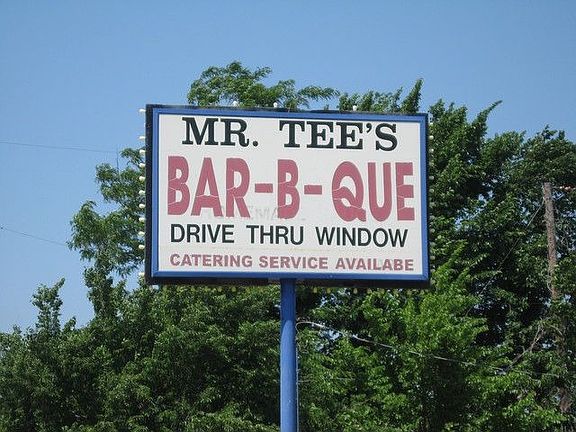 MR. TEE'S
BAR-B-QUE
DRIVE THRU WINDOW
CATERING SERVICE AVAILABE